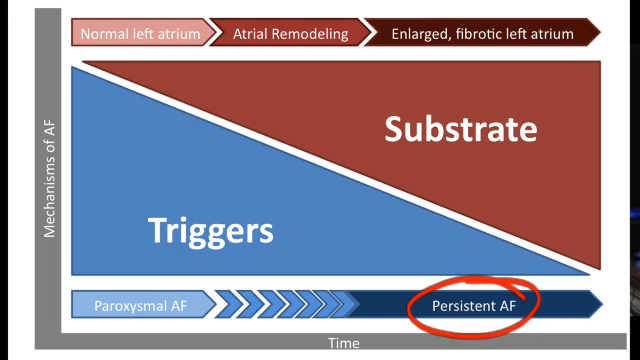 Normal left atrium
Atrial Remodeling
Enlarged, fibrotic left atrium
Mechanisms of AF
Substrate
Triggers
Paroxysmal AF
Persistent AF
Time